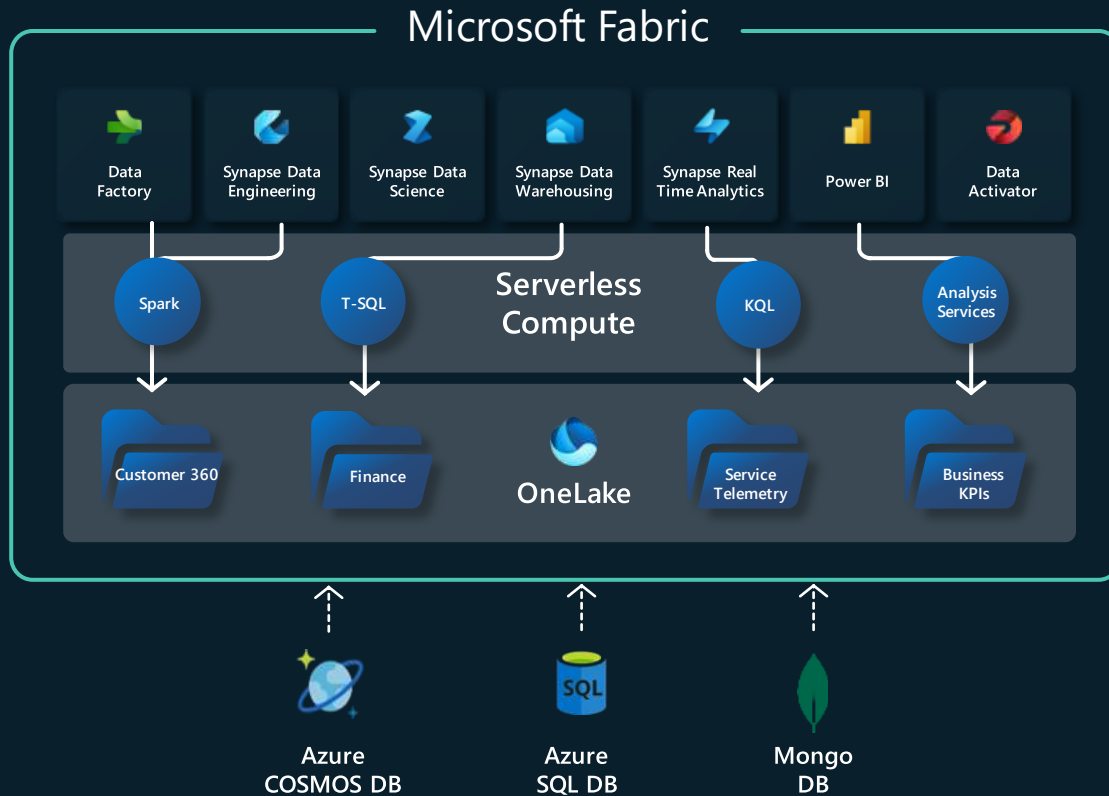 Microsoft Fabric
Data
Factory
Synapse Data
Engineering
Synapse Data
Science
Synapse Data
Warehousing
Synapse Real
Time Analytics
Power BI
Data
Activator
Spark
T-SQL
Serverless
Compute
KQL
Analysis
Services
Customer 360
Finance
OneLake
Service
Telemetry
Business
KPIs
SQL
Azure
COSMOS DB
Azure
SQL DB
Mongo
DB